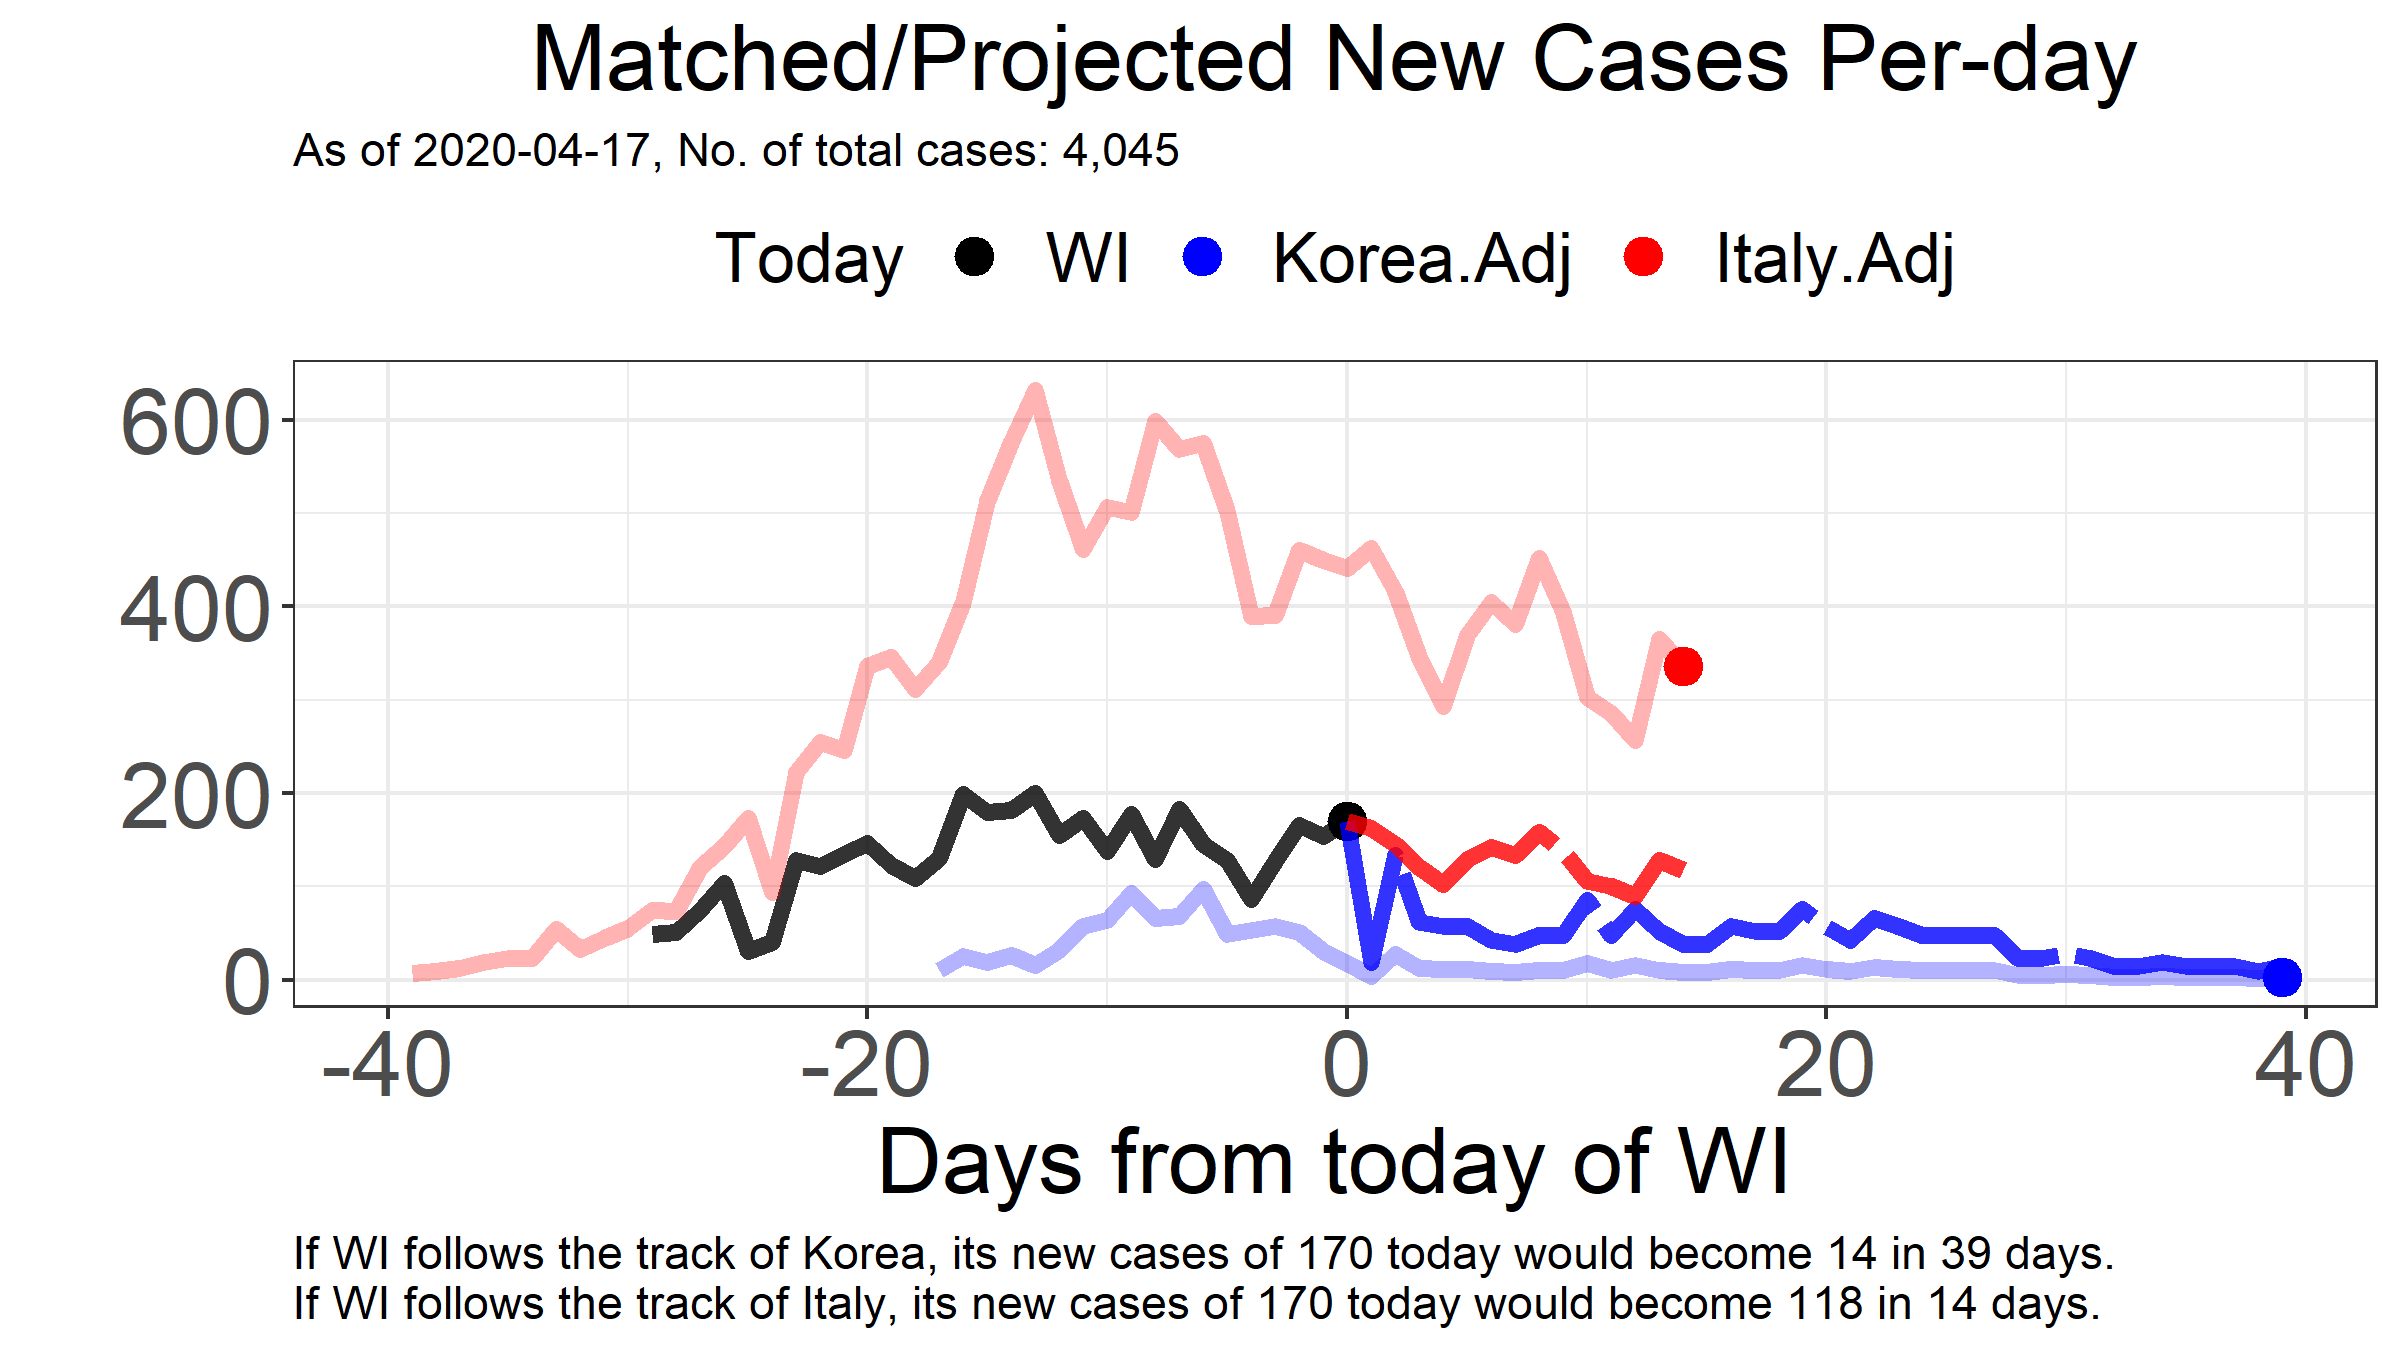 Matched/Projected New Cases Per-day
As of 2020-04-17, No. of total cases: 4,045
Today WI Korea.Adj Italy.Adj
600
400
200
0
-40 -20 0 20 40
Days from today of WI
If WI follows the track of Korea, its new cases of 170 today would become 14 in 39 days.
If WI follows the track of Italy, its new cases of 170 today would become 118 in 14 days.